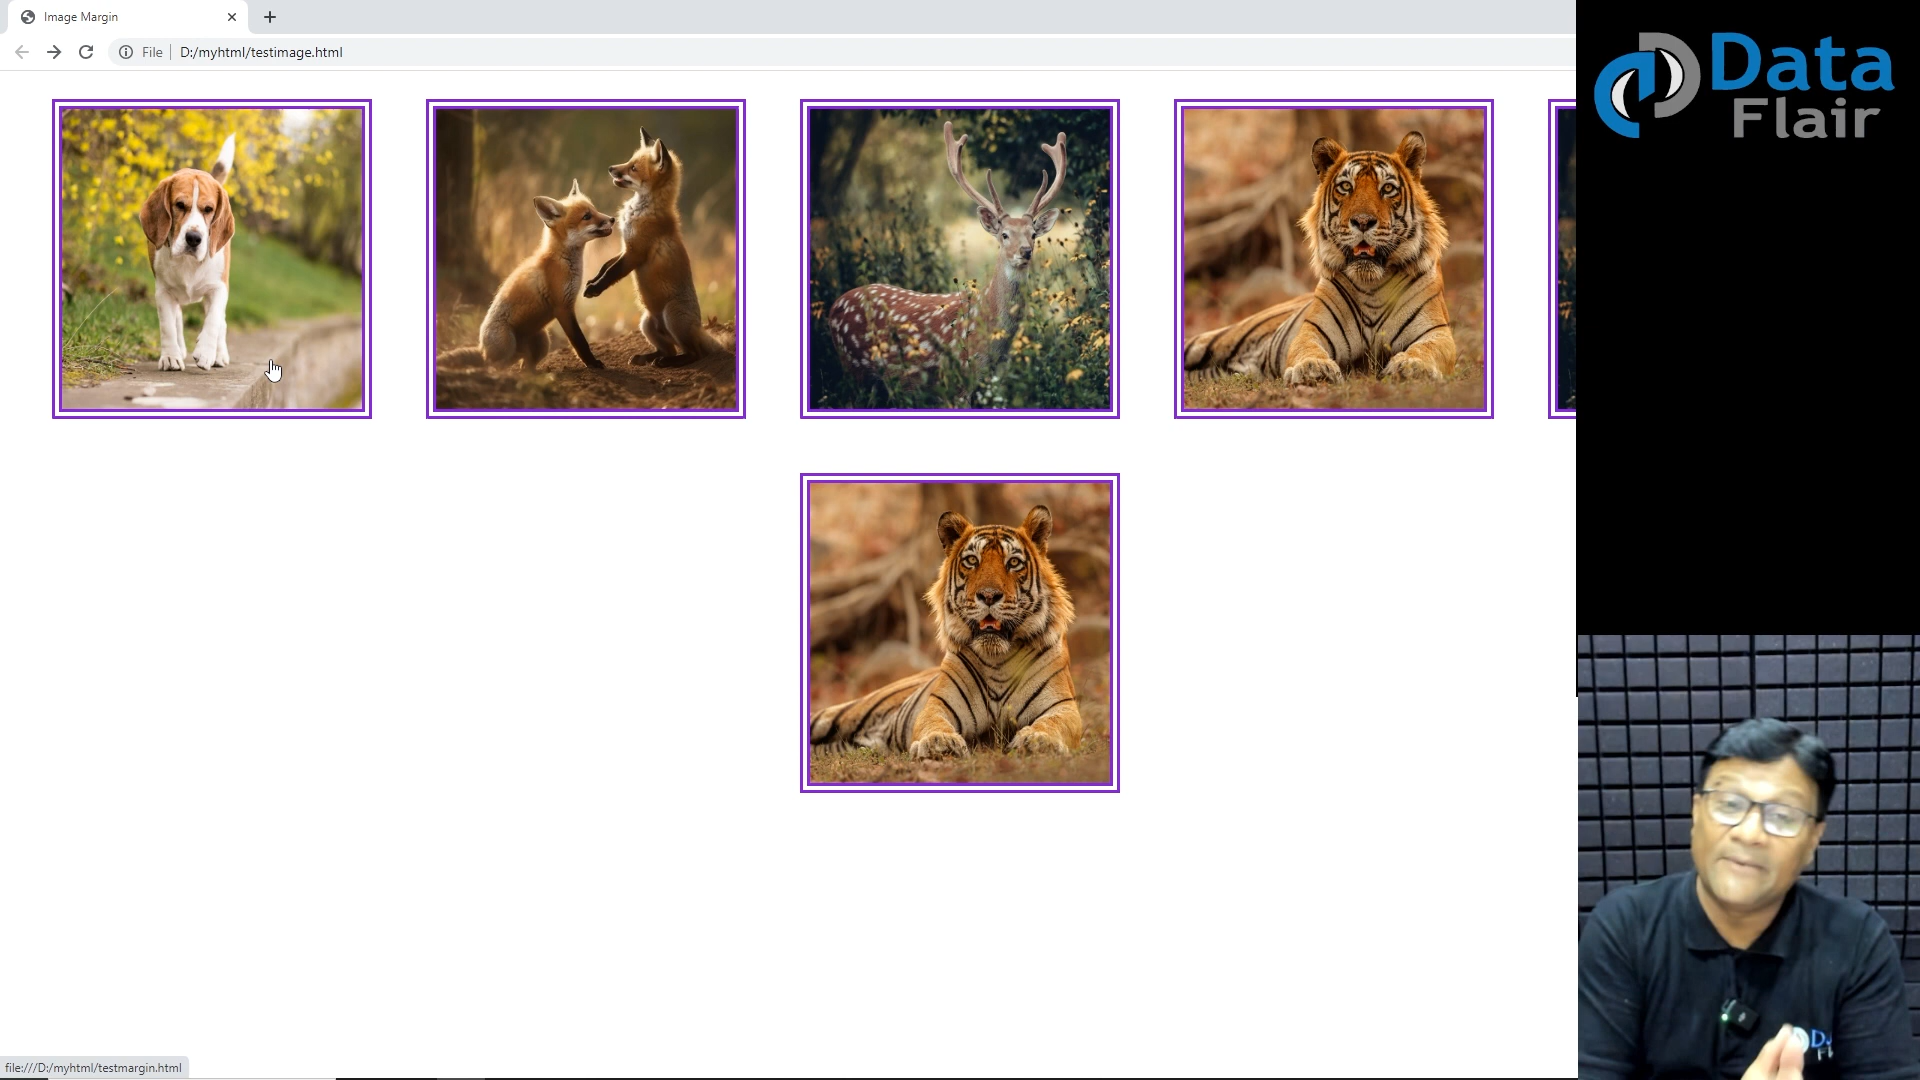 Image Margin
File
D:/myhtml/testimage.html
Data
Flair
file:///D:/myhtml/testmargin.html